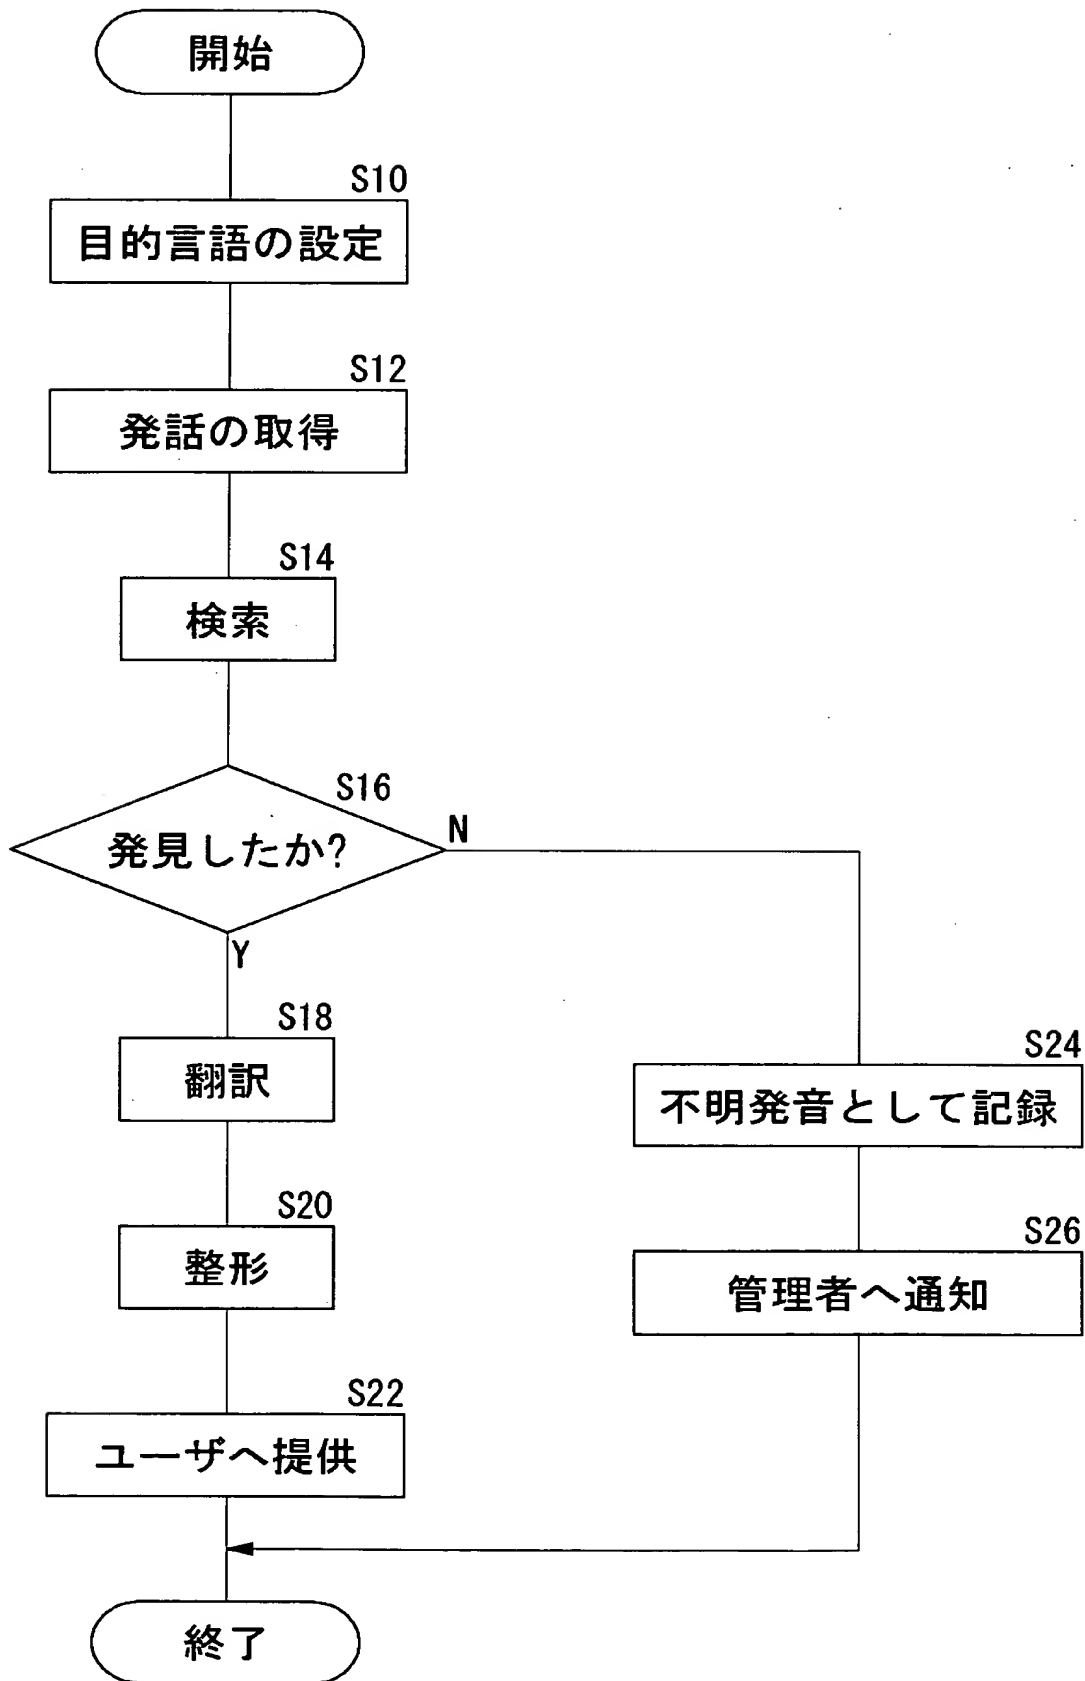 開始
S10
目的言語の設定
S12
発話の取得
S14
検索
S16
発見したか?
N
Y
S18
翻訳
S20
整形
S22
ユーザへ提供
S24
不明発音として記録
S26
管理者へ通知
終了